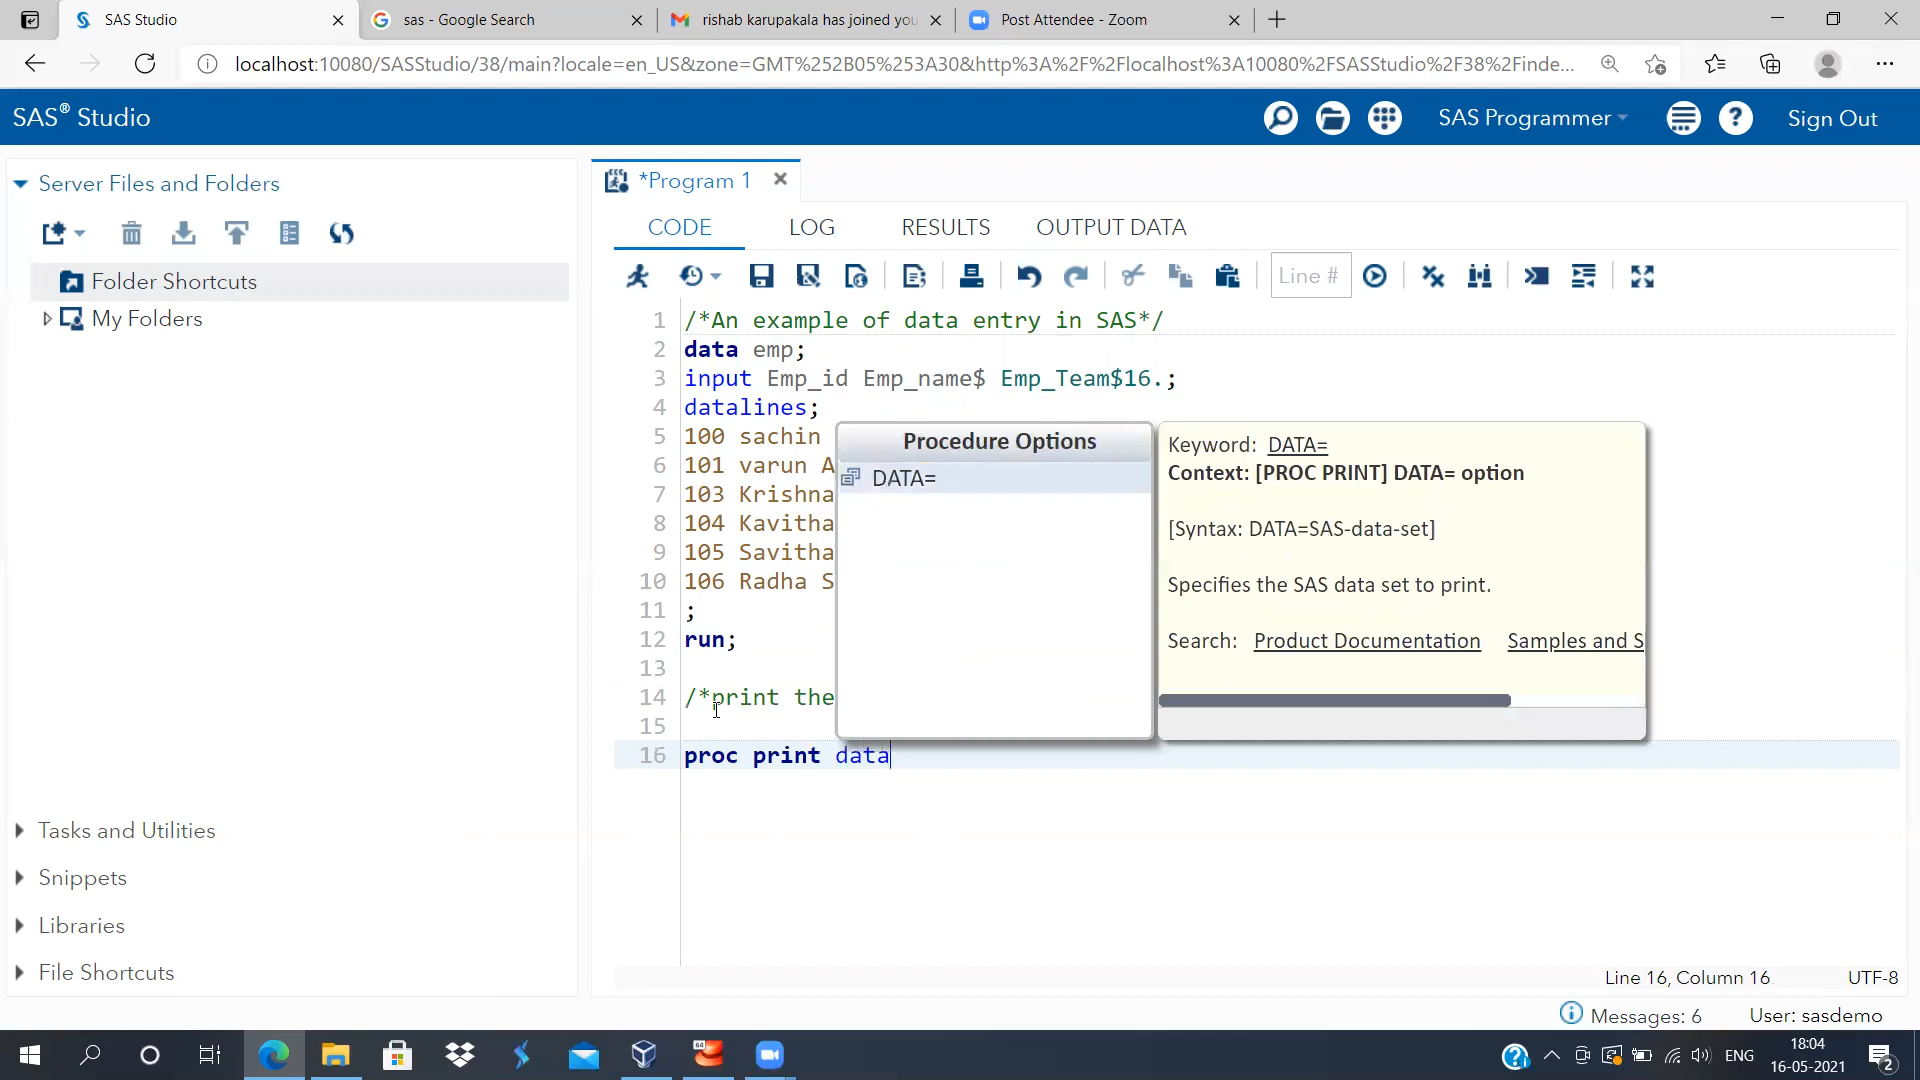 SAS Studio
sas - Google Search
rishab karupakala has joined you
Post Attendee - Zoom
localhost:10080/SASStudio/38/main?locale=en_US&zone=GMT%252B05%253A30&http%3A%2F%2Flocalhost%3A10080%2FSASStudio%2F38%2Finde...
SAS® Studio
SAS Programmer
Sign Out
Server Files and Folders
Folder Shortcuts
My Folders
Tasks and Utilities
Snippets
Libraries
File Shortcuts
*Program 1
CODE LOG RESULTS OUTPUT DATA
Line #
1 /*An example of data entry in SAS*/
2 data emp;
3 input Emp_id Emp_name$ Emp_Team$16.;
4 datalines;
5 100 sachin
6 101 varun A
7 103 Krishna
8 104 Kavitha
9 105 Savitha
10 106 Radha S
11 ;
12 run;
13
14 /*print the
15
16 proc print data
Procedure Options
DATA=
Keyword: DATA=
Context: [PROC PRINT] DATA= option
[Syntax: DATA=SAS-data-set]
Specifies the SAS data set to print.
Search: Product Documentation Samples and S
Line 16, Column 16
UTF-8
Messages: 6
User: sasdemo
64
ENG
18:04
16-05-2021
2